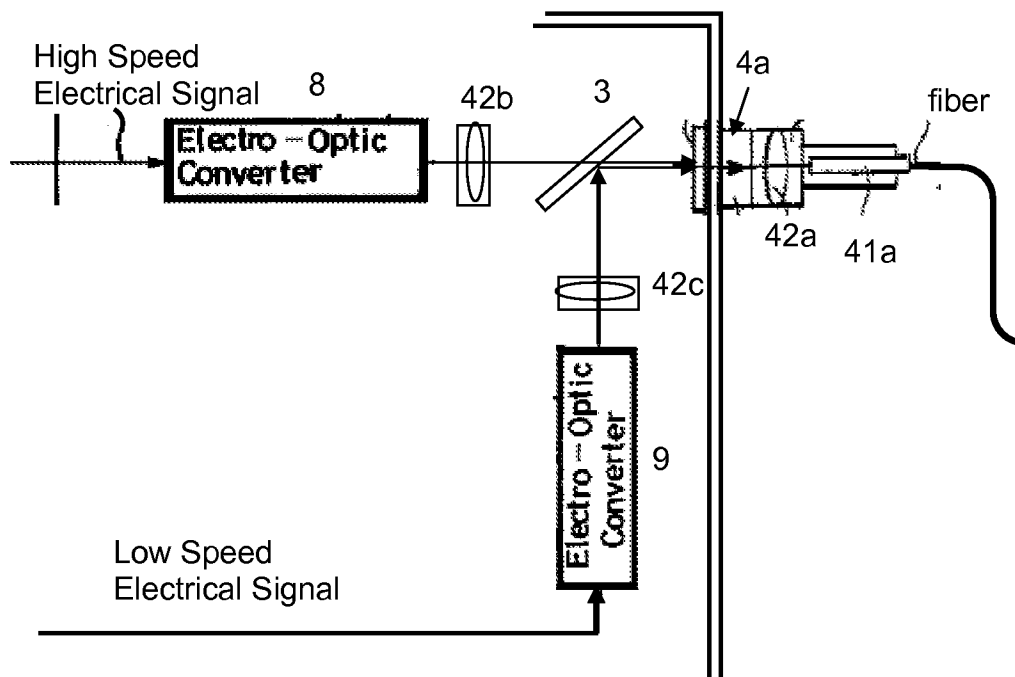 High Speed
Electrical Signal
8
42b
3
4a
fiber
Electro-Optic
Converter
42a
41a
42c
Electro-Optic
Converter
9
Low Speed
Electrical Signal